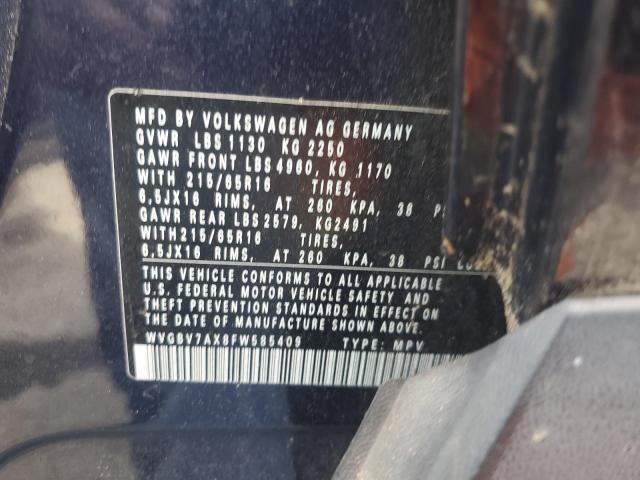 MFD BY VOLKSWAGEN AG GERMANY
GVWR LBS 1130 KG 2250
GAWR FRONT LBS 4960, KG 1170
WITH 215/65R16 TIRES,
6,5JX16 RIMS, AT 260 KPA, 38
GAWR REAR LBS 2579, KG2491
WITH215/65R16 TIRES,
6,5JX16 RIMS, AT 260 KPA, 38 PSI
THIS VEHICLE CONFORMS TO ALL APPLICABLE
U.S. FEDERAL MOTOR VEHICLE SAFETY AND
THEFT PREVENTION STANDARDS IN EFFECT ON
THE DATE OF MANUFACTURE SHOWN
WVGBV7AX8FW585409 TYPE: MPV